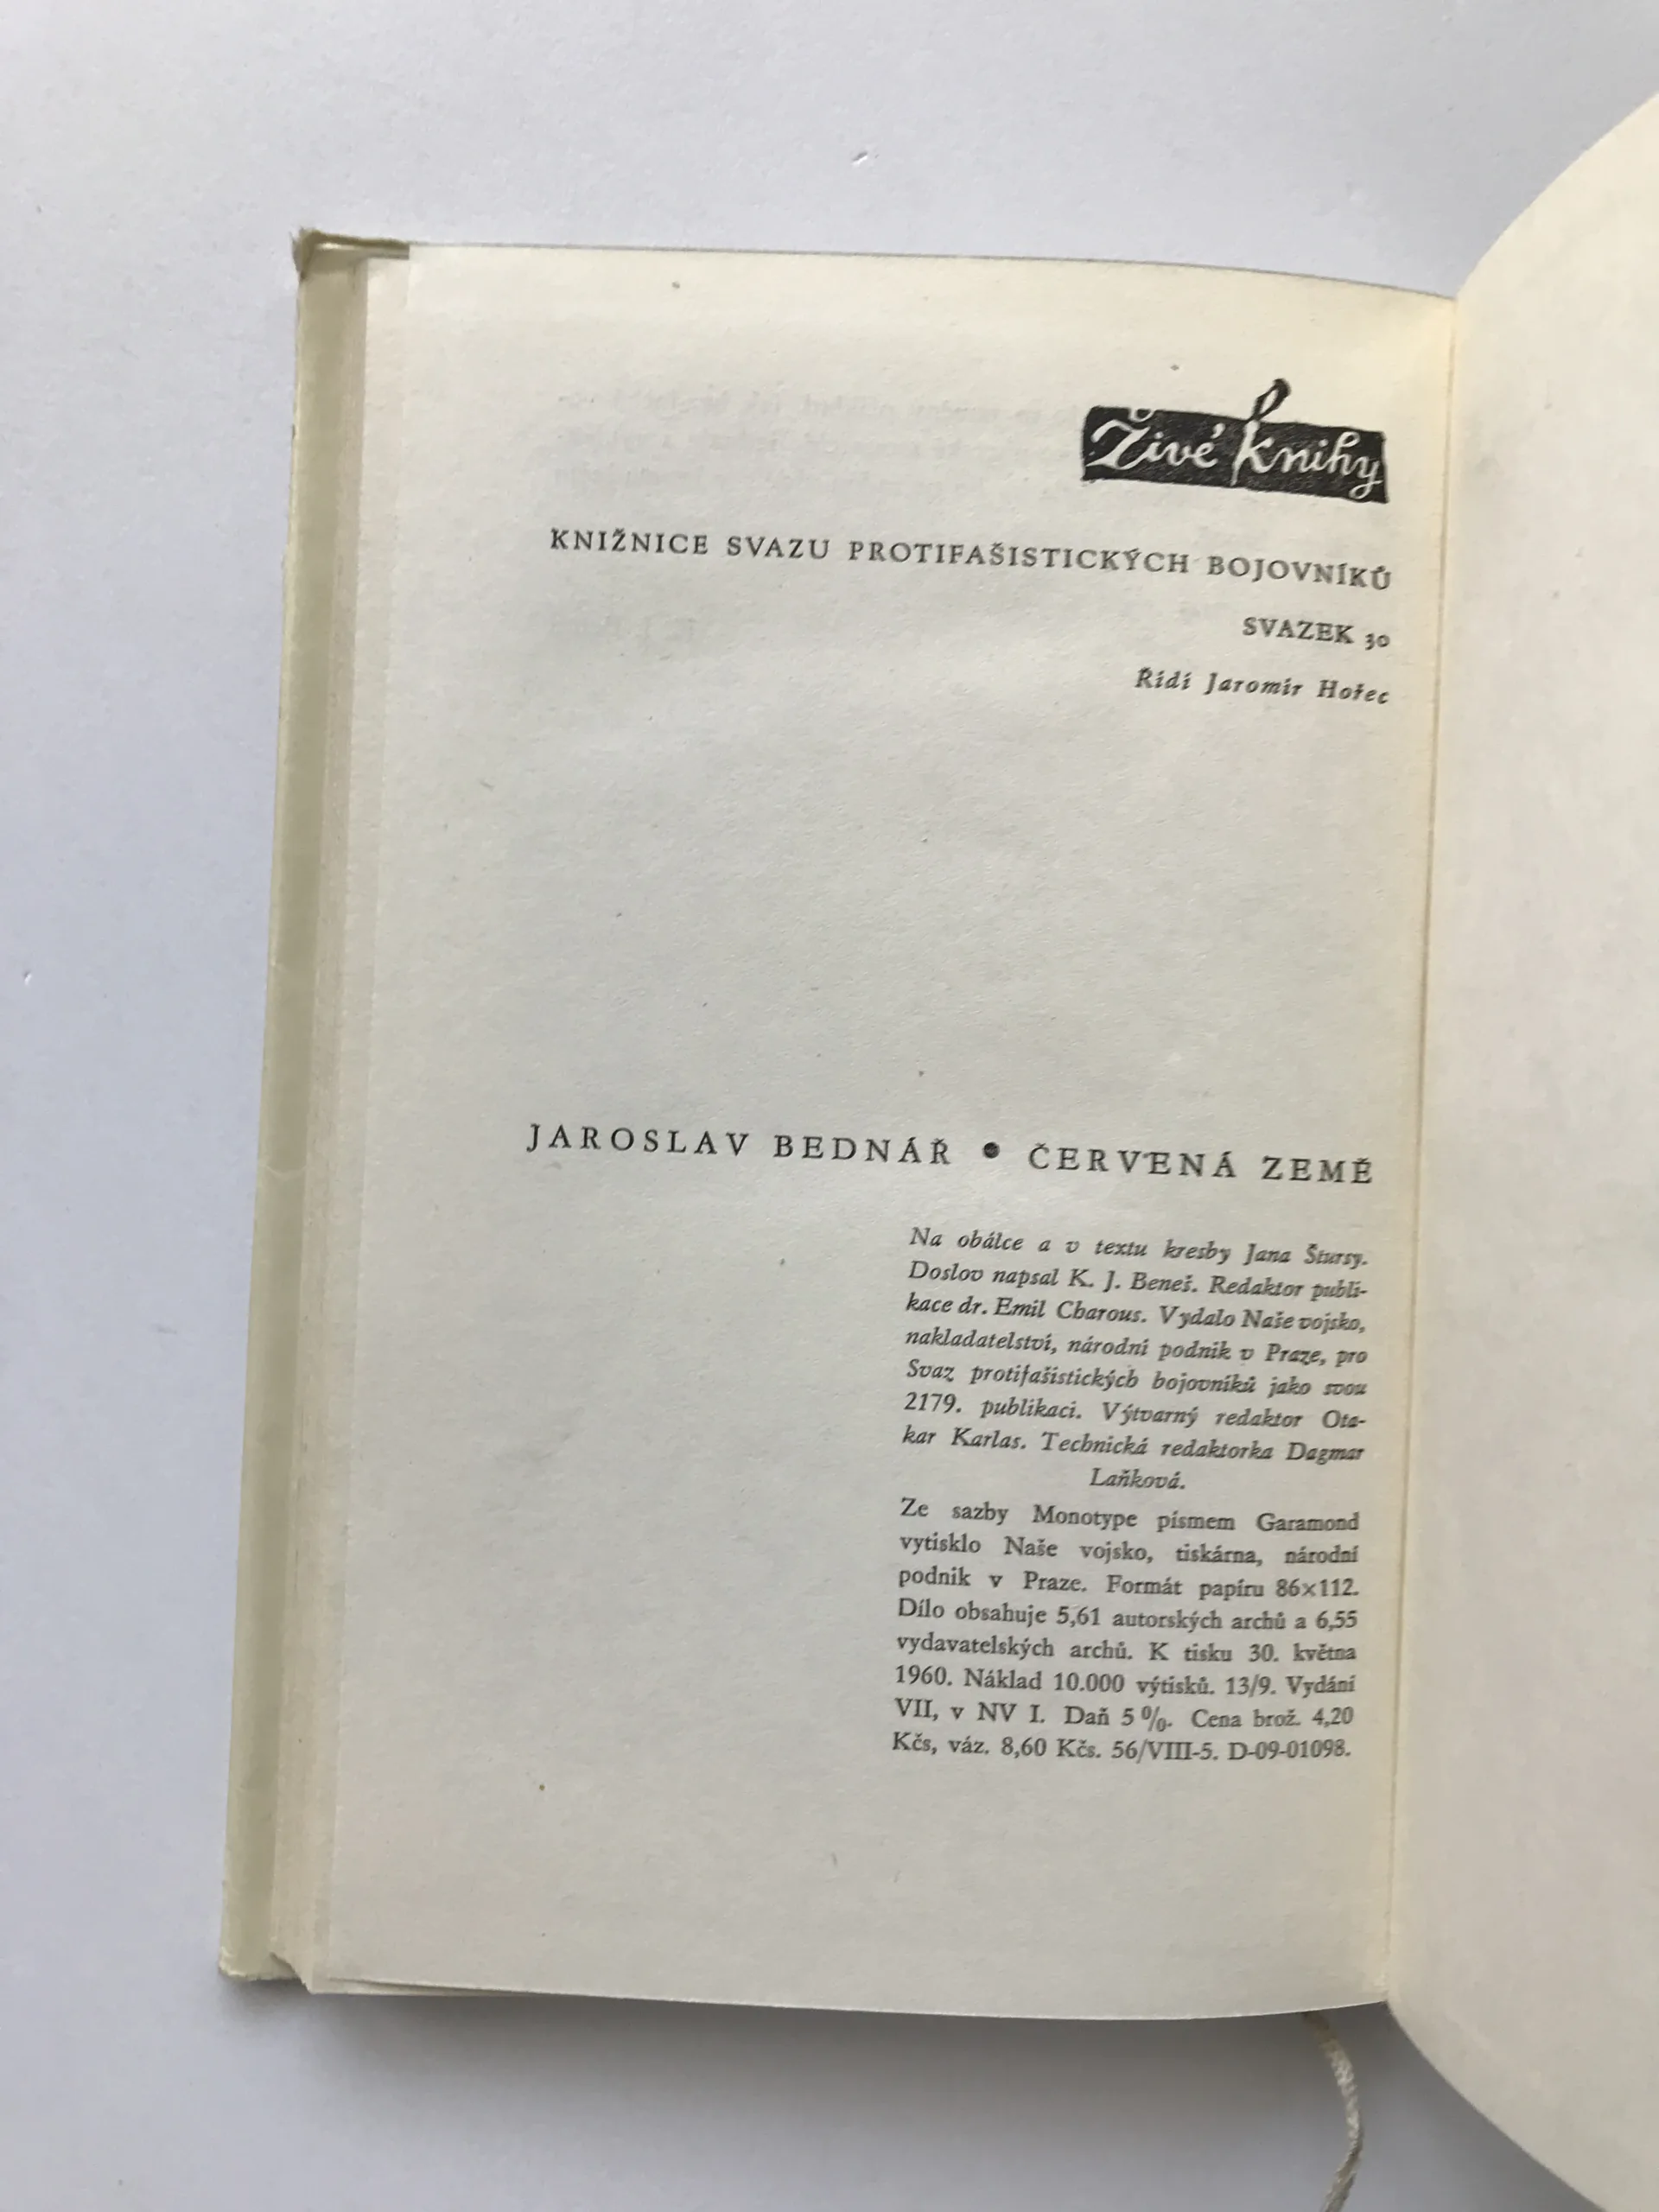 Živé knihy
KNIŽNICE SVAZU PROTIFAŠISTICKÝCH BOJOVNÍKŮ
SVAZEK 30
Řídí Jaromír Hořec
JAROSLAV BEDNÁŘ • ČERVENÁ ZEMĚ
Na obálce a v textu kresby Jana Štursy.
Doslov napsal K. J. Beneš. Redaktor publi-
kace dr. Emil Charous. Vydalo Naše vojsko,
nakladatelství, národní podnik v Praze, pro
Svaz protifašistických bojovníků jako svou
2179. publikaci. Výtvarný redaktor Ota-
kar Karlas. Technická redaktorka Dagmar
Laňková.
Ze sazby Monotype písmem Garamond
vytisklo Naše vojsko, tiskárna, národní
podnik v Praze. Formát papíru 86×112.
Dílo obsahuje 5,61 autorských archů a 6,55
vydavatelských archů. K tisku 30. května
1960. Náklad 10.000 výtisků. 13/9. Vydání
VII, v NV I. Daň 5 %. Cena brož. 4,20
Kčs, váz. 8,60 Kčs. 56/VIII-5. D-09-01098.